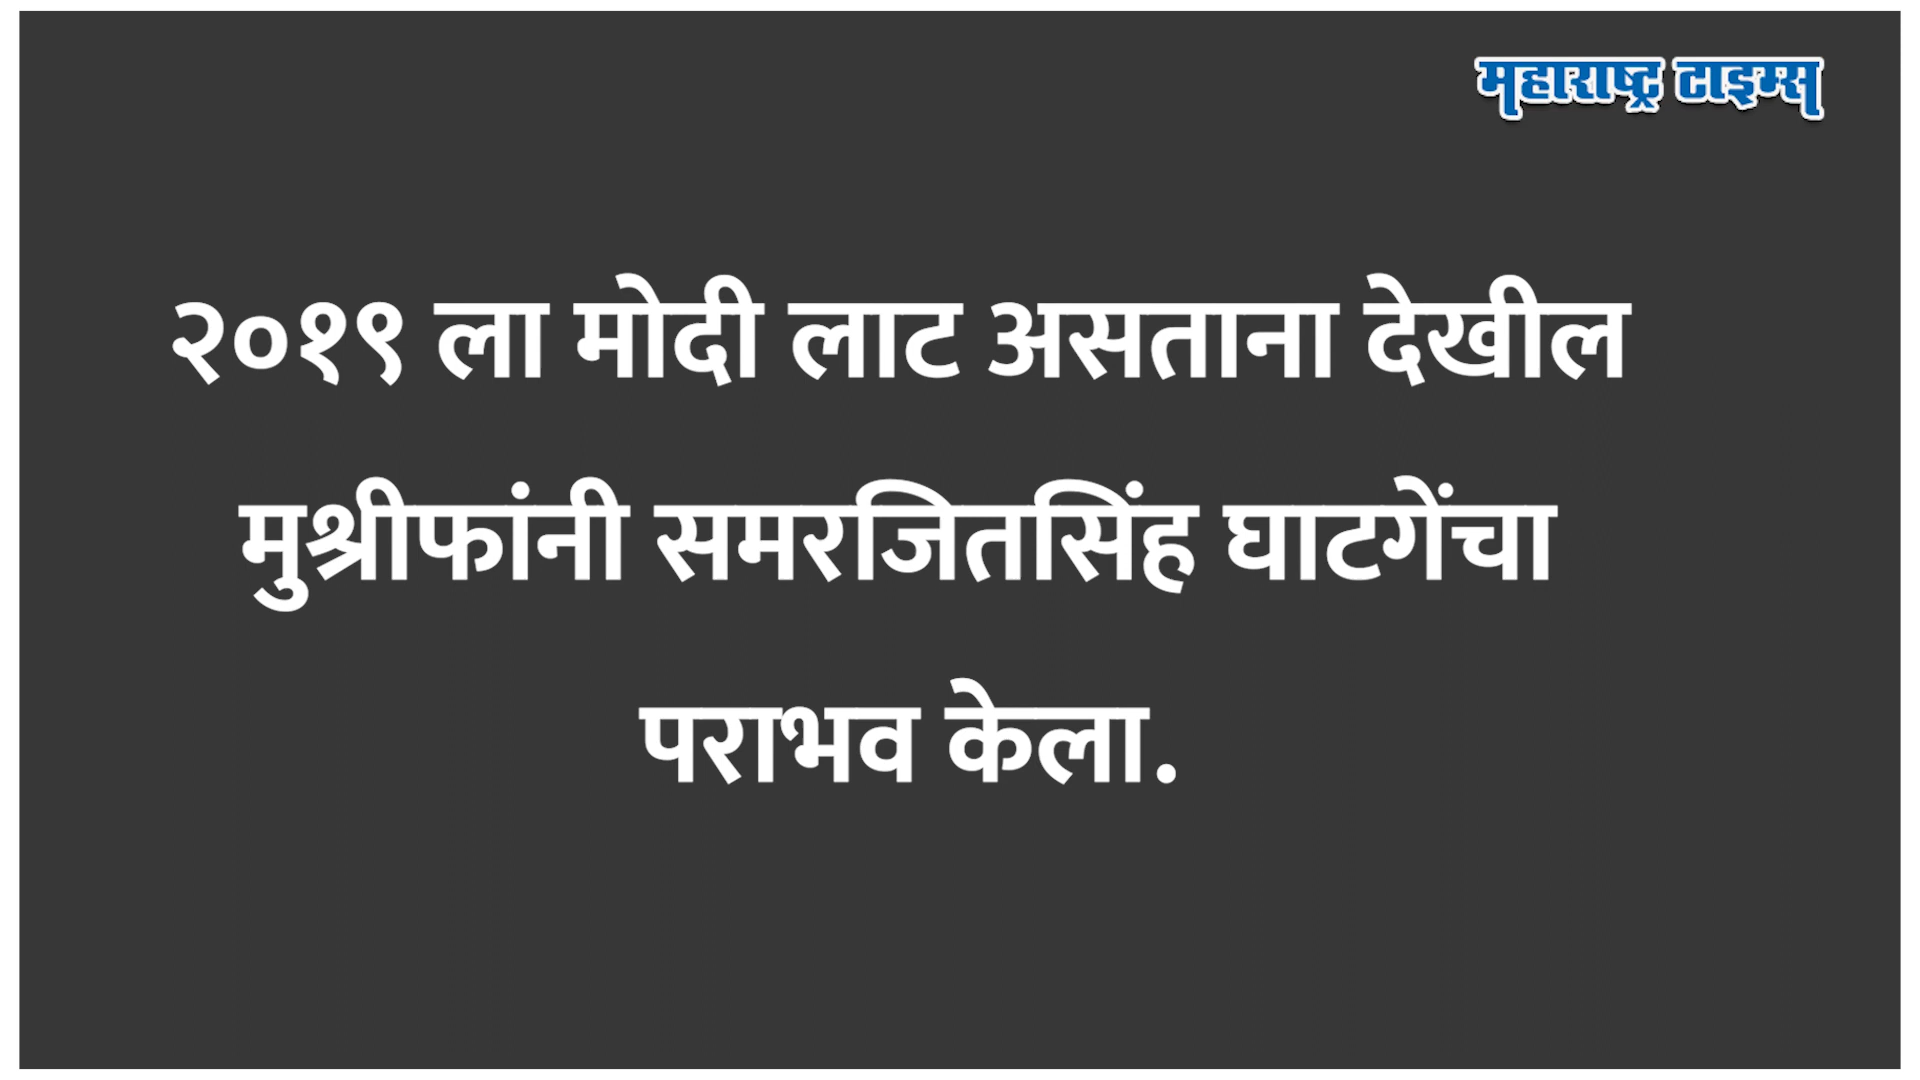 महाराष्ट्र टाइम्स
२०१९ ला मोदी लाट असताना देखील
मुश्रीफांनी समरजितसिंह घाटगेंचा
पराभव केला.